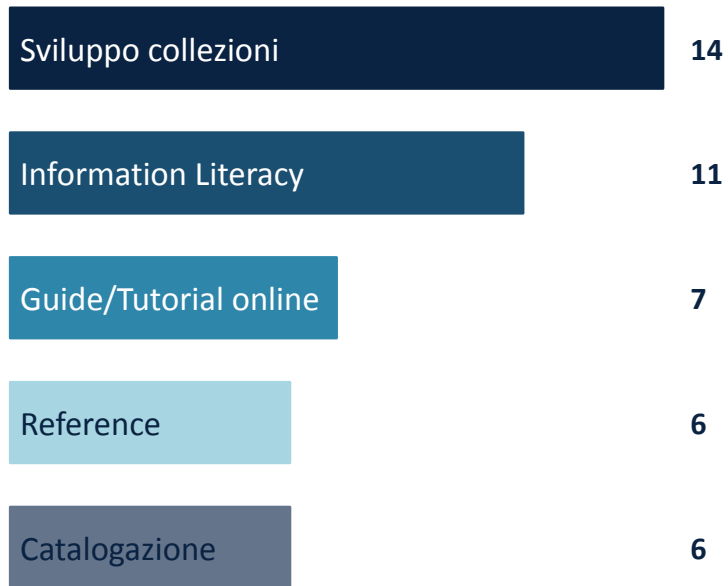 Sviluppo collezioni 14
Information Literacy 11
Guide/Tutorial online 7
Reference 6
Catalogazione 6